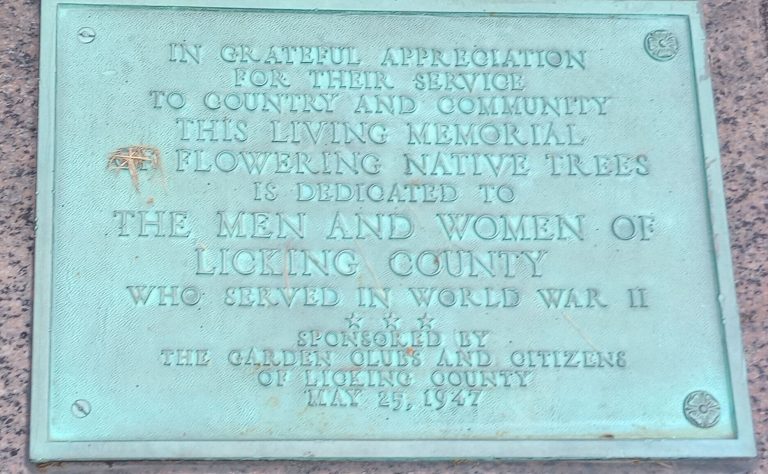 IN GRATEFUL APPRECIATION
FOR THEIR SERVICE
TO COUNTRY AND COMMUNITY
THIS LIVING MEMORIAL
FLOWERING NATIVE TREES
IS DEDICATED TO
THE MEN AND WOMEN OF
LICKING COUNTY
WHO SERVED IN WORLD WAR II
SPONSORED BY
THE GARDEN CLUBS AND CITIZENS
OF LICKING COUNTY
MAY 25, 1947